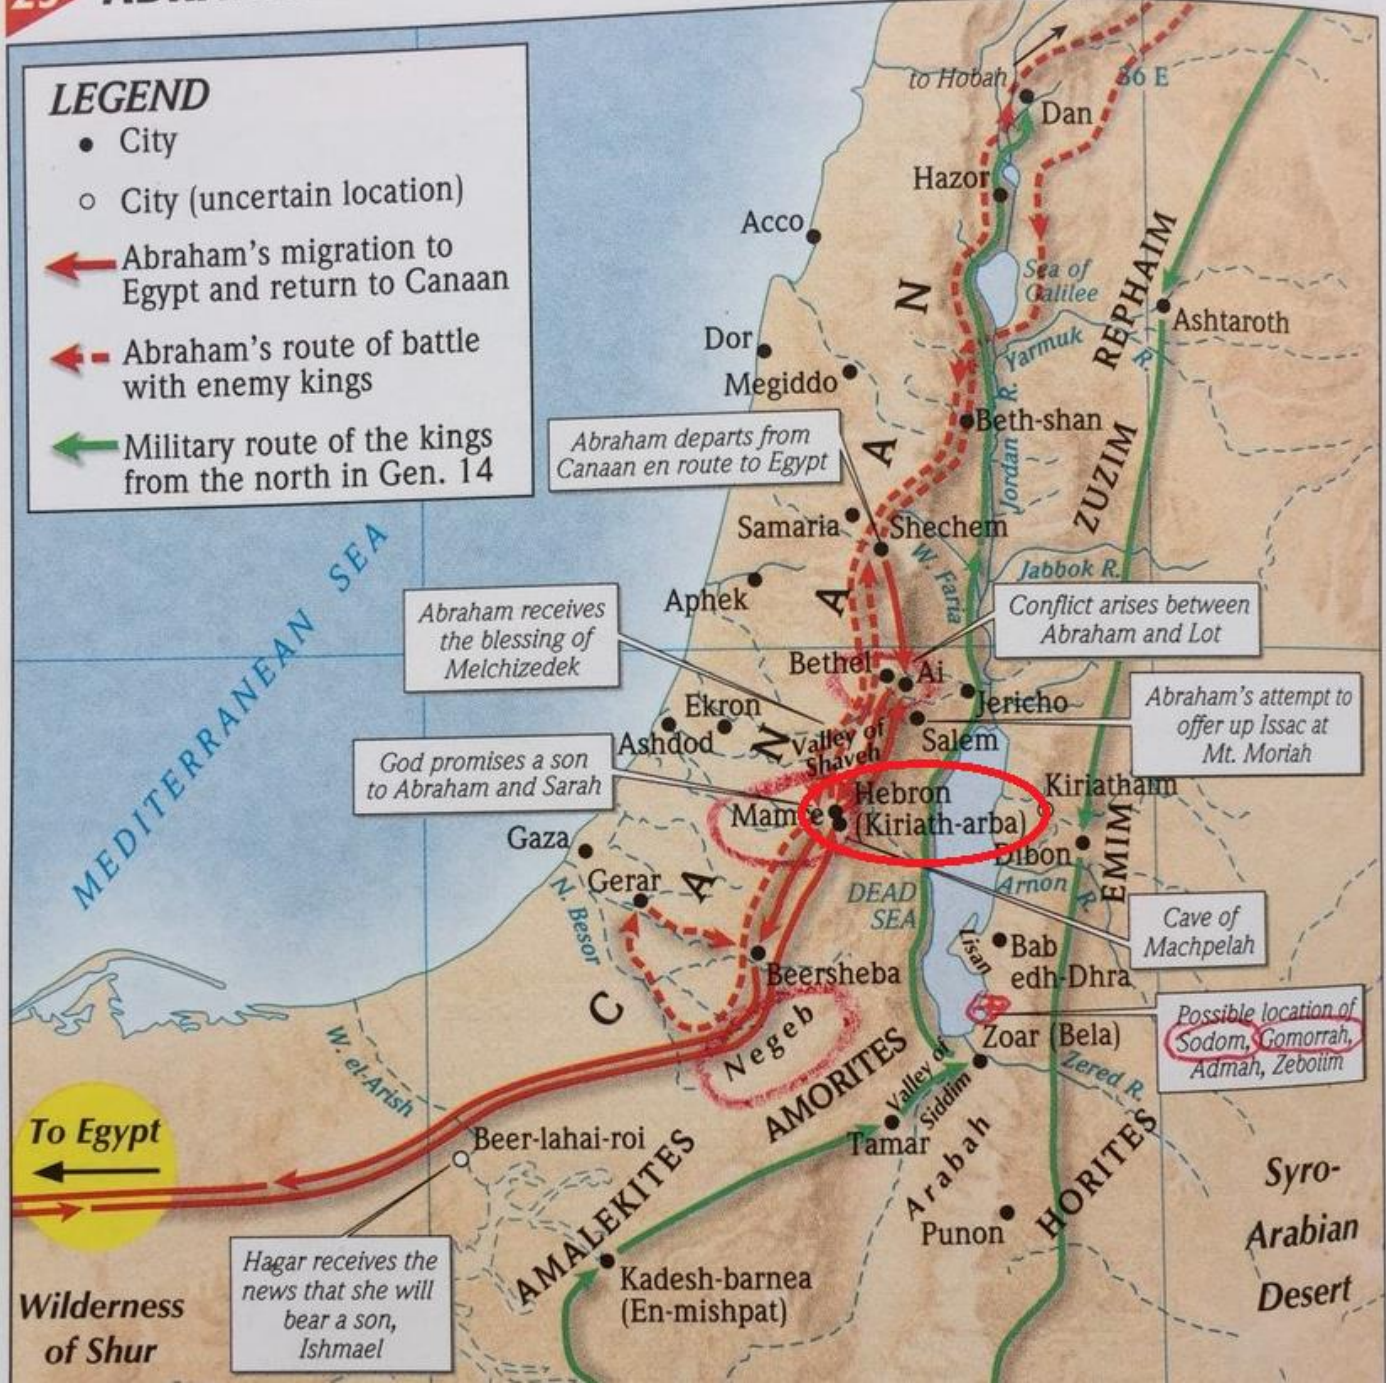 LEGEND
City
City (uncertain location)
Abraham's migration to
Egypt and return to Canaan
Abraham's route of battle
with enemy kings
Military route of the kings
from the north in Gen. 14
to Hobah
36 E
Dan
Hazor
Acco
Sea of
Galilee
REPHAIM
Ashtaroth
Dor
Megiddo
Yarmuk
R.
Beth-shan
Jordan R.
ZUZIM
Abraham departs from
Canaan en route to Egypt
Samaria
Shechem
W. Faria
Jabbok R.
MEDITERRANEAN SEA
Aphek
Abraham receives
the blessing of
Melchizedek
Conflict arises between
Abraham and Lot
Bethel
Ai
Jericho
Ekron
Ashdod
Valley of
Shaveh
Salem
Abraham's attempt to
offer up Issac at
Mt. Moriah
God promises a son
to Abraham and Sarah
CANAAN
Mamre
Hebron
(Kiriath-arba)
Kiriathaim
Gaza
Dibon
EMIM
Gerar
N. Besor
DEAD
SEA
Arnon
R.
Cave of
Machpelah
Lisan
Bab
edh-Dhra
Beersheba
Negeb
Possible location of
Sodom, Gomorrah,
Admah, Zeboiim
Zoar (Bela)
Zered R.
W. el-Arish
AMORITES
Valley of
Siddim
To Egypt
Beer-lahai-roi
Tamar
Arabah
HORITES
AMALEKITES
Punon
Syro-
Arabian
Desert
Hagar receives the
news that she will
bear a son,
Ishmael
Kadesh-barnea
(En-mishpat)
Wilderness
of Shur